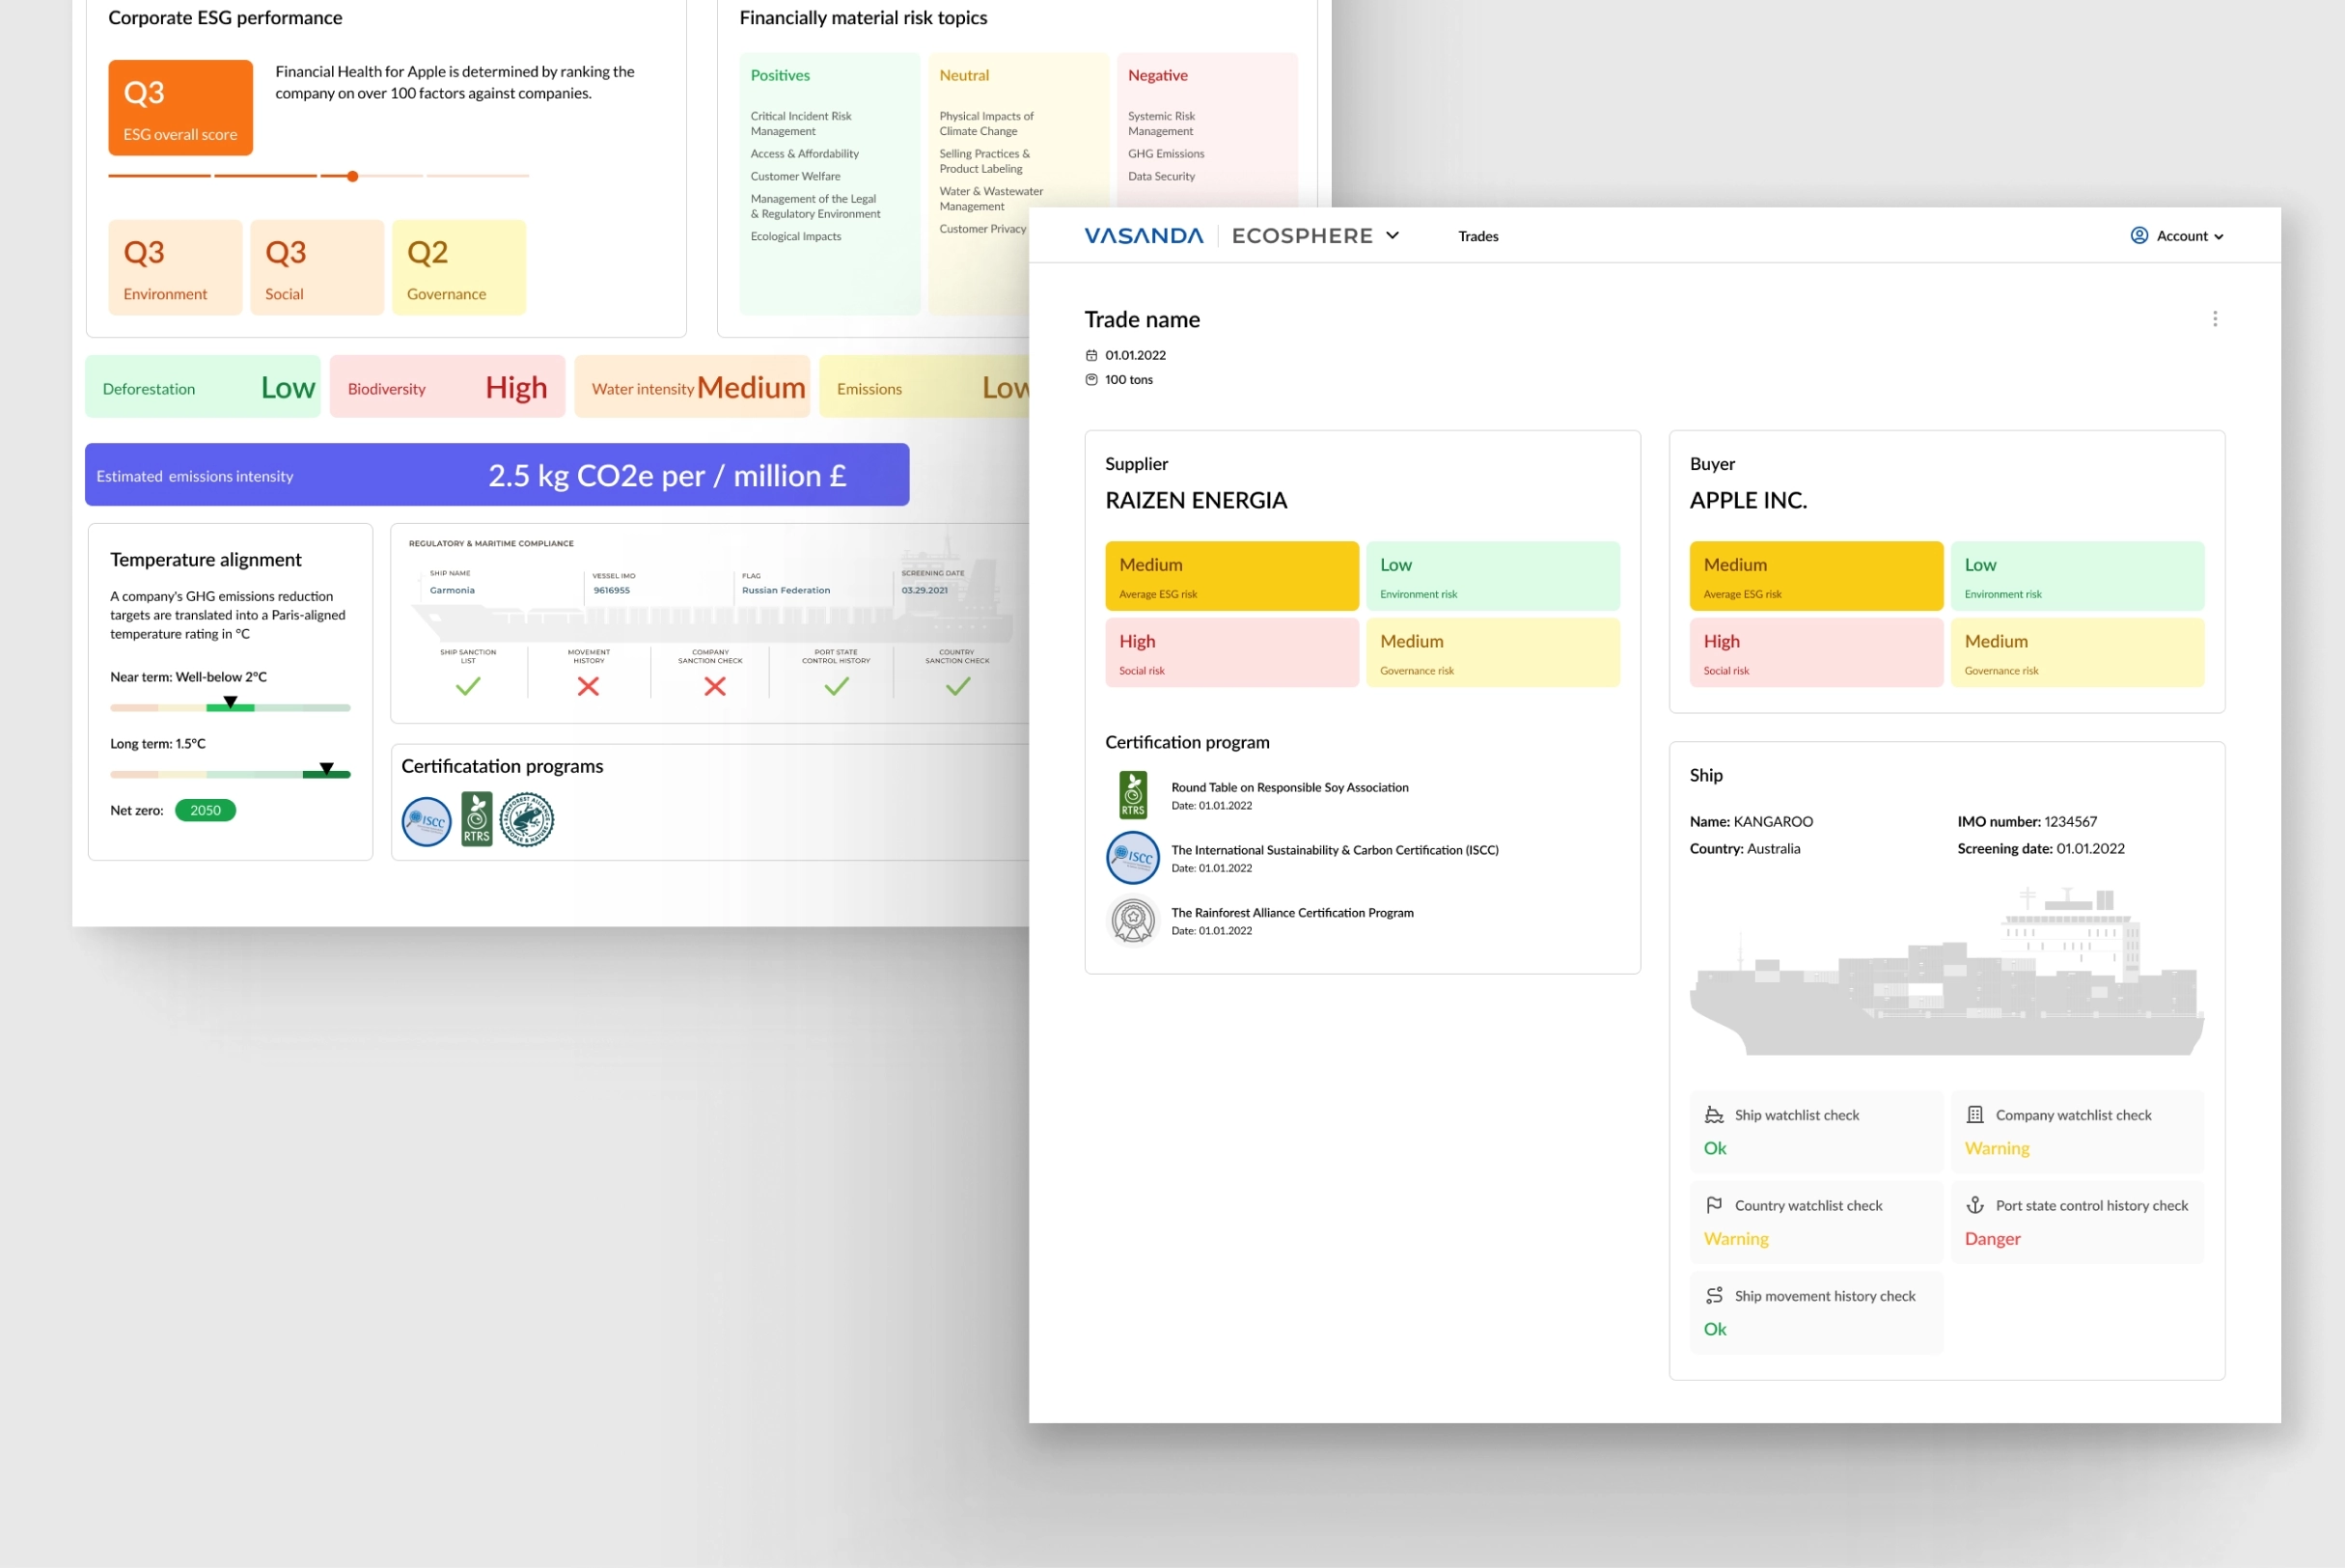 Corporate ESG performance
Q3
ESG overall score
Financial Health for Apple is determined by ranking the
company on over 100 factors against companies.
Q3
Environment
Q3
Social
Q2
Governance
Financially material risk topics
Positives
Critical Incident Risk
Management
Access & Affordability
Customer Welfare
Management of the Legal
& Regulatory Environment
Ecological Impacts
Neutral
Physical Impacts of
Climate Change
Selling Practices &
Product Labeling
Water & Wastewater
Management
Customer Privacy
Negative
Systemic Risk
Management
GHG Emissions
Data Security
Deforestation Low
Biodiversity High
Water intensity Medium
Emissions Low
Estimated emissions intensity 2.5 kg CO2e per / million £
Temperature alignment
A company's GHG emissions reduction
targets are translated into a Paris-aligned
temperature rating in °C
Near term: Well-below 2°C
Long term: 1.5°C
Net zero: 2050
REGULATORY & MARITIME COMPLIANCE
SHIP NAME
Garmonia
VESSEL IMO
9616955
FLAG
Russian Federation
SCREENING DATE
03.29.2021
SHIP SANCTION
LIST
MOVEMENT
HISTORY
COMPANY
SANCTION CHECK
PORT STATE
CONTROL HISTORY
COUNTRY
SANCTION CHECK
Certificatation programs
ISCC
RTRS
RAINFOREST ALLIANCE
PEOPLE & NATURE
VASANDA ECOSPHERE
Trades
Account
Trade name
01.01.2022
100 tons
Supplier
RAIZEN ENERGIA
Medium
Average ESG risk
Low
Environment risk
High
Social risk
Medium
Governance risk
Certification program
RTRS
Round Table on Responsible Soy Association
Date: 01.01.2022
ISCC
The International Sustainability & Carbon Certification (ISCC)
Date: 01.01.2022
The Rainforest Alliance Certification Program
Date: 01.01.2022
Buyer
APPLE INC.
Medium
Average ESG risk
Low
Environment risk
High
Social risk
Medium
Governance risk
Ship
Name: KANGAROO
IMO number: 1234567
Country: Australia
Screening date: 01.01.2022
Ship watchlist check
Ok
Company watchlist check
Warning
Country watchlist check
Warning
Port state control history check
Danger
Ship movement history check
Ok